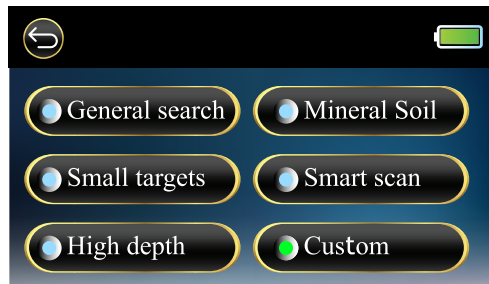 General search
Mineral Soil
Small targets
Smart scan
High depth
Custom